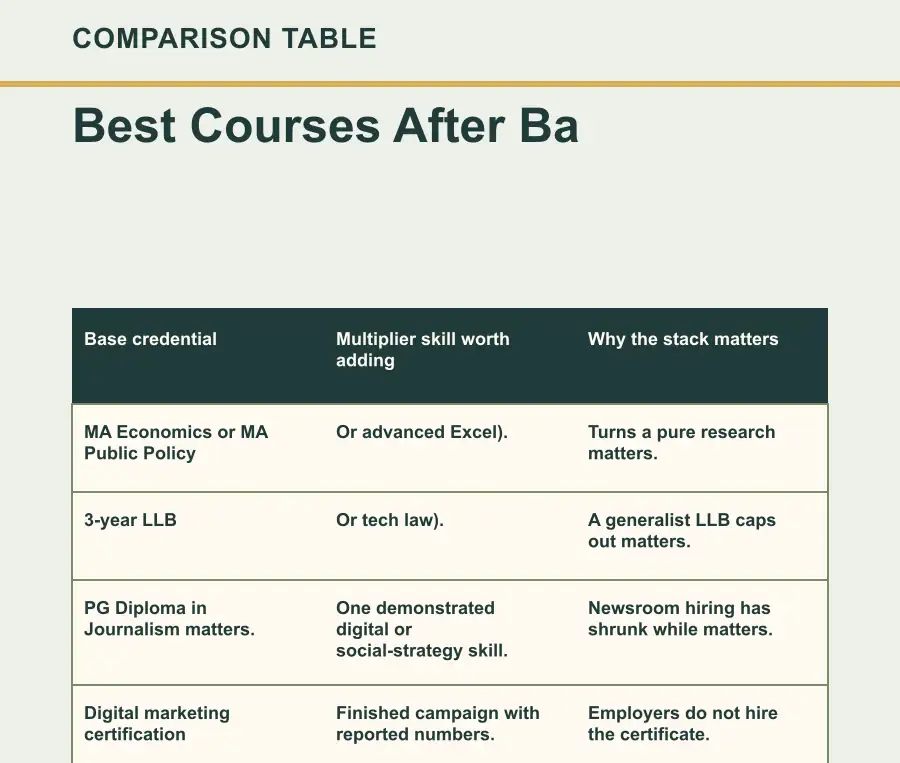 COMPARISON TABLE
Best Courses After Ba
Base credential
Multiplier skill worth
adding
Why the stack matters
MA Economics or MA
Public Policy
Or advanced Excel).
Turns a pure research
matters.
3-year LLB
Or tech law).
A generalist LLB caps
out matters.
PG Diploma in
Journalism matters.
One demonstrated
digital or
social-strategy skill.
Newsroom hiring has
shrunk while matters.
Digital marketing
certification
Finished campaign with
reported numbers.
Employers do not hire
the certificate.